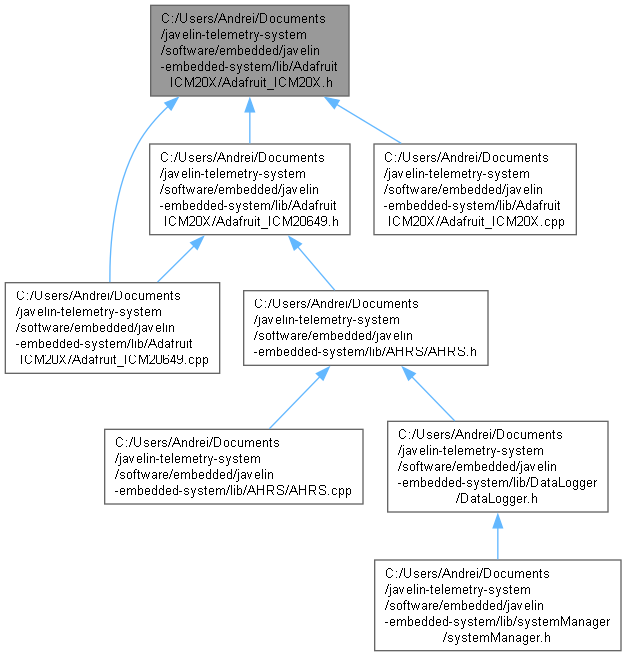 C:/Users/Andrei/Documents
/javelin-telemetry-system
/software/embedded/javelin
-embedded-system/lib/Adafruit
ICM20X/Adafruit_ICM20X.h
C:/Users/Andrei/Documents
/javelin-telemetry-system
/software/embedded/javelin
-embedded-system/lib/Adafruit
ICM20X/Adafruit_ICM20649.h
C:/Users/Andrei/Documents
/javelin-telemetry-system
/software/embedded/javelin
-embedded-system/lib/Adafruit
ICM20X/Adafruit_ICM20X.cpp
C:/Users/Andrei/Documents
/javelin-telemetry-system
/software/embedded/javelin
-embedded-system/lib/Adafruit
ICM20X/Adafruit_ICM20649.cpp
C:/Users/Andrei/Documents
/javelin-telemetry-system
/software/embedded/javelin
-embedded-system/lib/AHRS/AHRS.h
C:/Users/Andrei/Documents
/javelin-telemetry-system
/software/embedded/javelin
-embedded-system/lib/AHRS/AHRS.cpp
C:/Users/Andrei/Documents
/javelin-telemetry-system
/software/embedded/javelin
-embedded-system/lib/DataLogger
/DataLogger.h
C:/Users/Andrei/Documents
/javelin-telemetry-system
/software/embedded/javelin
-embedded-system/lib/systemManager
/systemManager.h